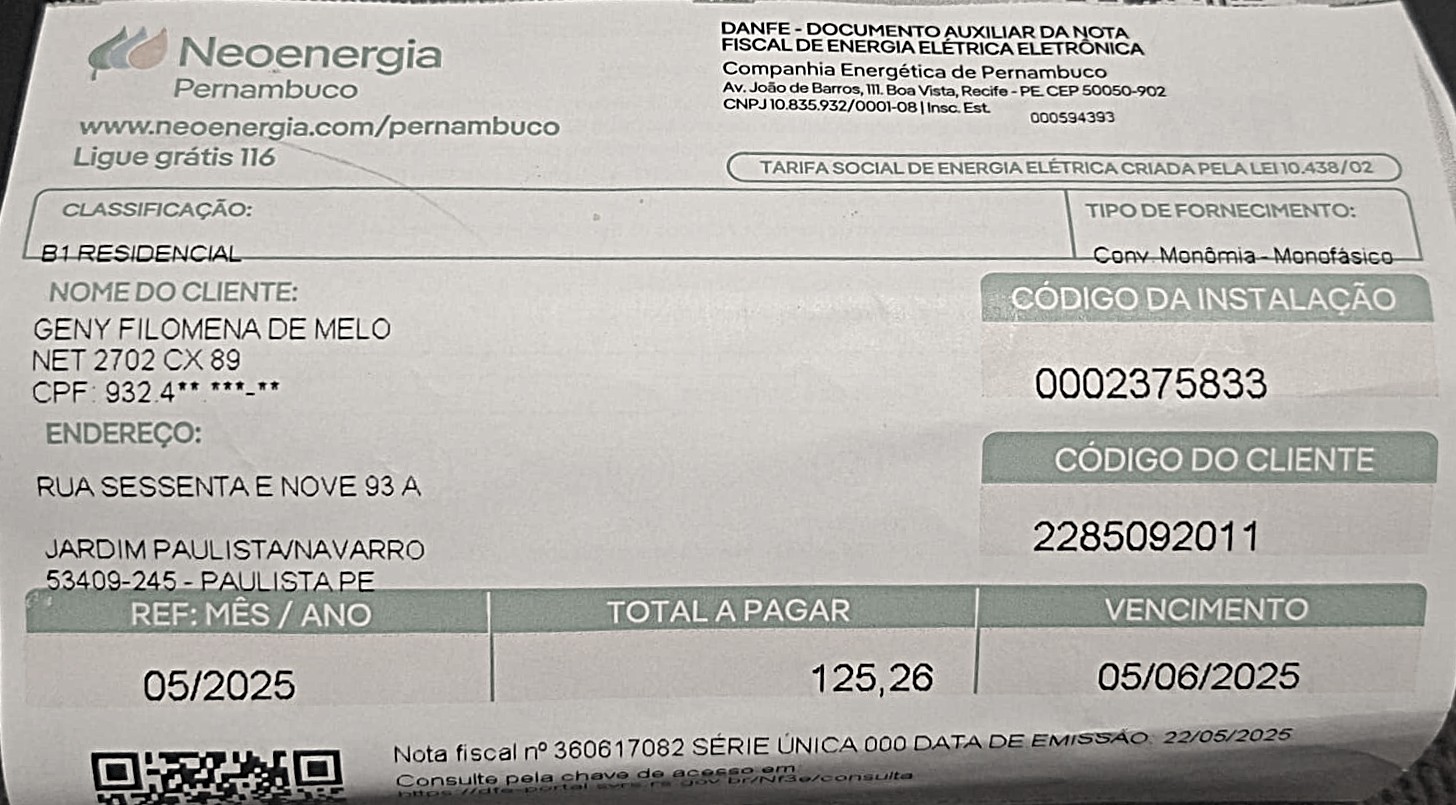 Neoenergia
Pernambuco
www.neoenergia.com/pernambuco
Ligue grátis 116
DANFE - DOCUMENTO AUXILIAR DA NOTA
FISCAL DE ENERGIA ELÉTRICA ELETRÔNICA
Companhia Energética de Pernambuco
Av. João de Barros, 111. Boa Vista, Recife - PE. CEP 50050-902
CNPJ 10.835.932/0001-08 | Insc. Est. 000594393
TARIFA SOCIAL DE ENERGIA ELÉTRICA CRIADA PELA LEI 10.438/02
CLASSIFICAÇÃO:
B1 RESIDENCIAL
TIPO DE FORNECIMENTO:
Conv. Monômia - Monofásico
NOME DO CLIENTE:
GENY FILOMENA DE MELO
NET 2702 CX 89
CPF: 932.4** ***-**
ENDEREÇO:
RUA SESSENTA E NOVE 93 A
JARDIM PAULISTA/NAVARRO
53409-245 - PAULISTA PE
CÓDIGO DA INSTALAÇÃO
0002375833
CÓDIGO DO CLIENTE
2285092011
REF: MÊS / ANO
05/2025
TOTAL A PAGAR
125,26
VENCIMENTO
05/06/2025
Nota fiscal nº 360617082 SÉRIE ÚNICA 000 DATA DE EMISSÃO: 22/05/2025
Consulte pela chave de acesso em:
https://dfe-portal.svrs.rs.gov.br/Nf3e/consulta